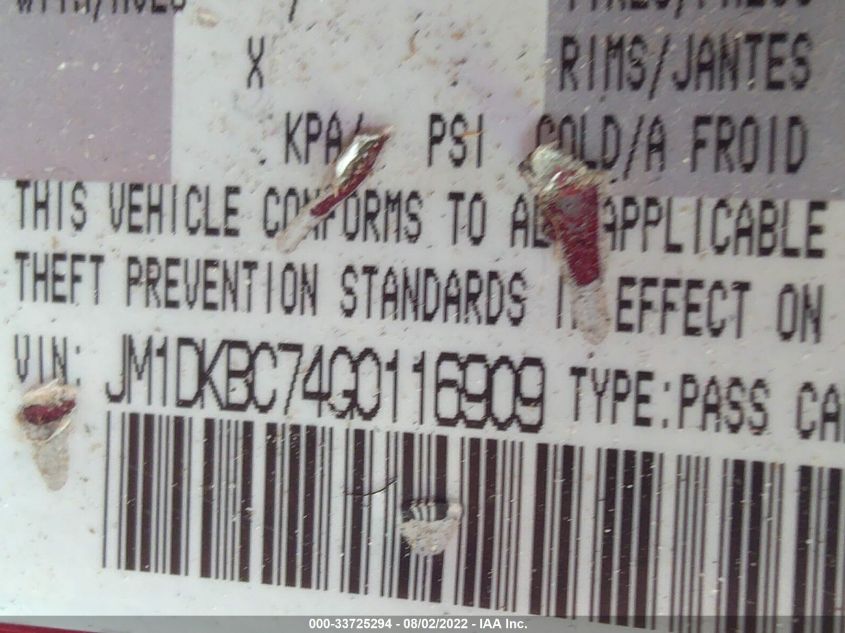 X RIMS/JANTES
KPA/ PSI COLD/A FROID
THIS VEHICLE CONFORMS TO ALL APPLICABLE
THEFT PREVENTION STANDARDS IN EFFECT ON
VIN: JM1DKBC74G0116909 TYPE:PASS CA
000-33725294 - 08/02/2022 - IAA Inc.